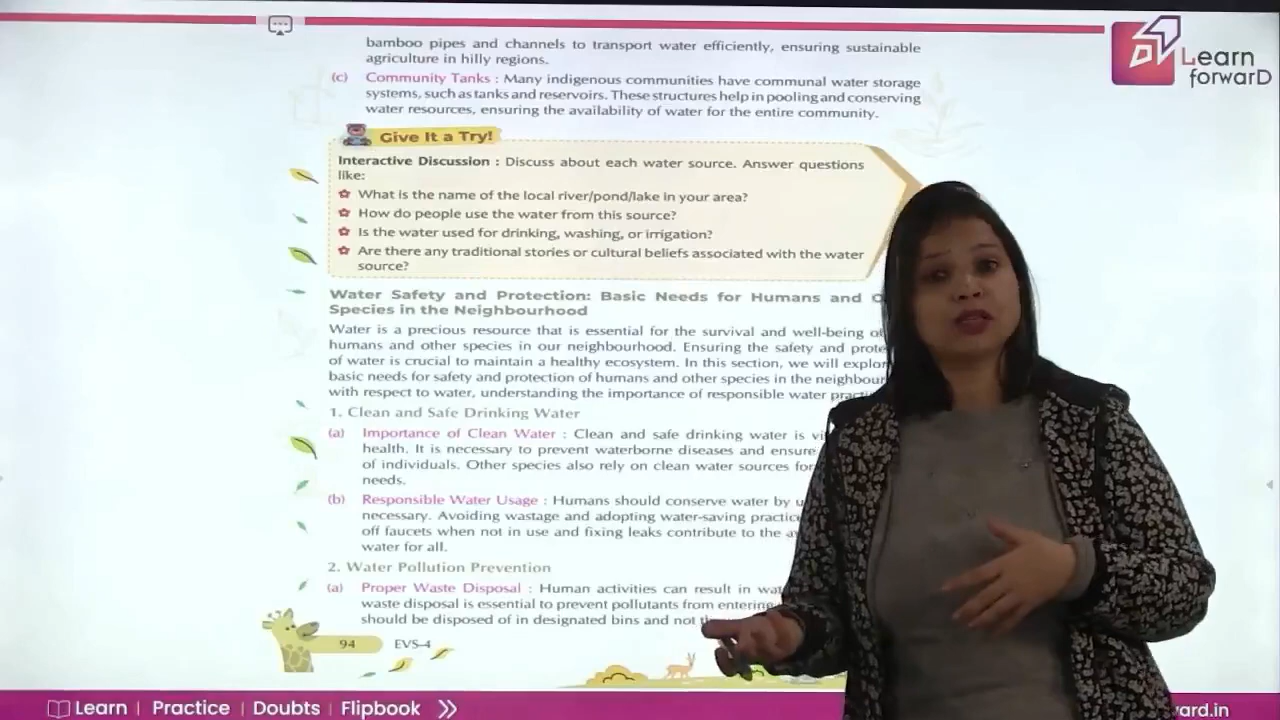 bamboo pipes and channels to transport water efficiently, ensuring sustainable
agriculture in hilly regions.
(c) Community Tanks : Many indigenous communities have communal water storage
systems, such as tanks and reservoirs. These structures help in pooling and conserving
water resources, ensuring the availability of water for the entire community.
Give It a Try!
Interactive Discussion : Discuss about each water source. Answer questions
like:
What is the name of the local river/pond/lake in your area?
How do people use the water from this source?
Is the water used for drinking, washing, or irrigation?
Are there any traditional stories or cultural beliefs associated with the water
source?
Water Safety and Protection: Basic Needs for Humans and
Species in the Neighbourhood
Water is a precious resource that is essential for the survival and well-being
humans and other species in our neighbourhood. Ensuring the safety and
of water is crucial to maintain a healthy ecosystem. In this section, we will
basic needs for safety and protection of humans and other species in the
with respect to water, understanding the importance of responsible water
1. Clean and Safe Drinking Water
(a) Importance of Clean Water : Clean and safe drinking water is
health. It is necessary to prevent waterborne diseases and ensure
of individuals. Other species also rely on clean water sources for
needs.
(b) Responsible Water Usage : Humans should conserve water by
necessary. Avoiding wastage and adopting water-saving
off faucets when not in use and fixing leaks contribute to the
water for all.
2. Water Pollution Prevention
(a) Proper Waste Disposal : Human activities can result in
waste disposal is essential to prevent pollutants from entering
should be disposed of in designated bins and not
94 EVS-4
Learn
forwarD
Learn | Practice | Doubts | Flipbook